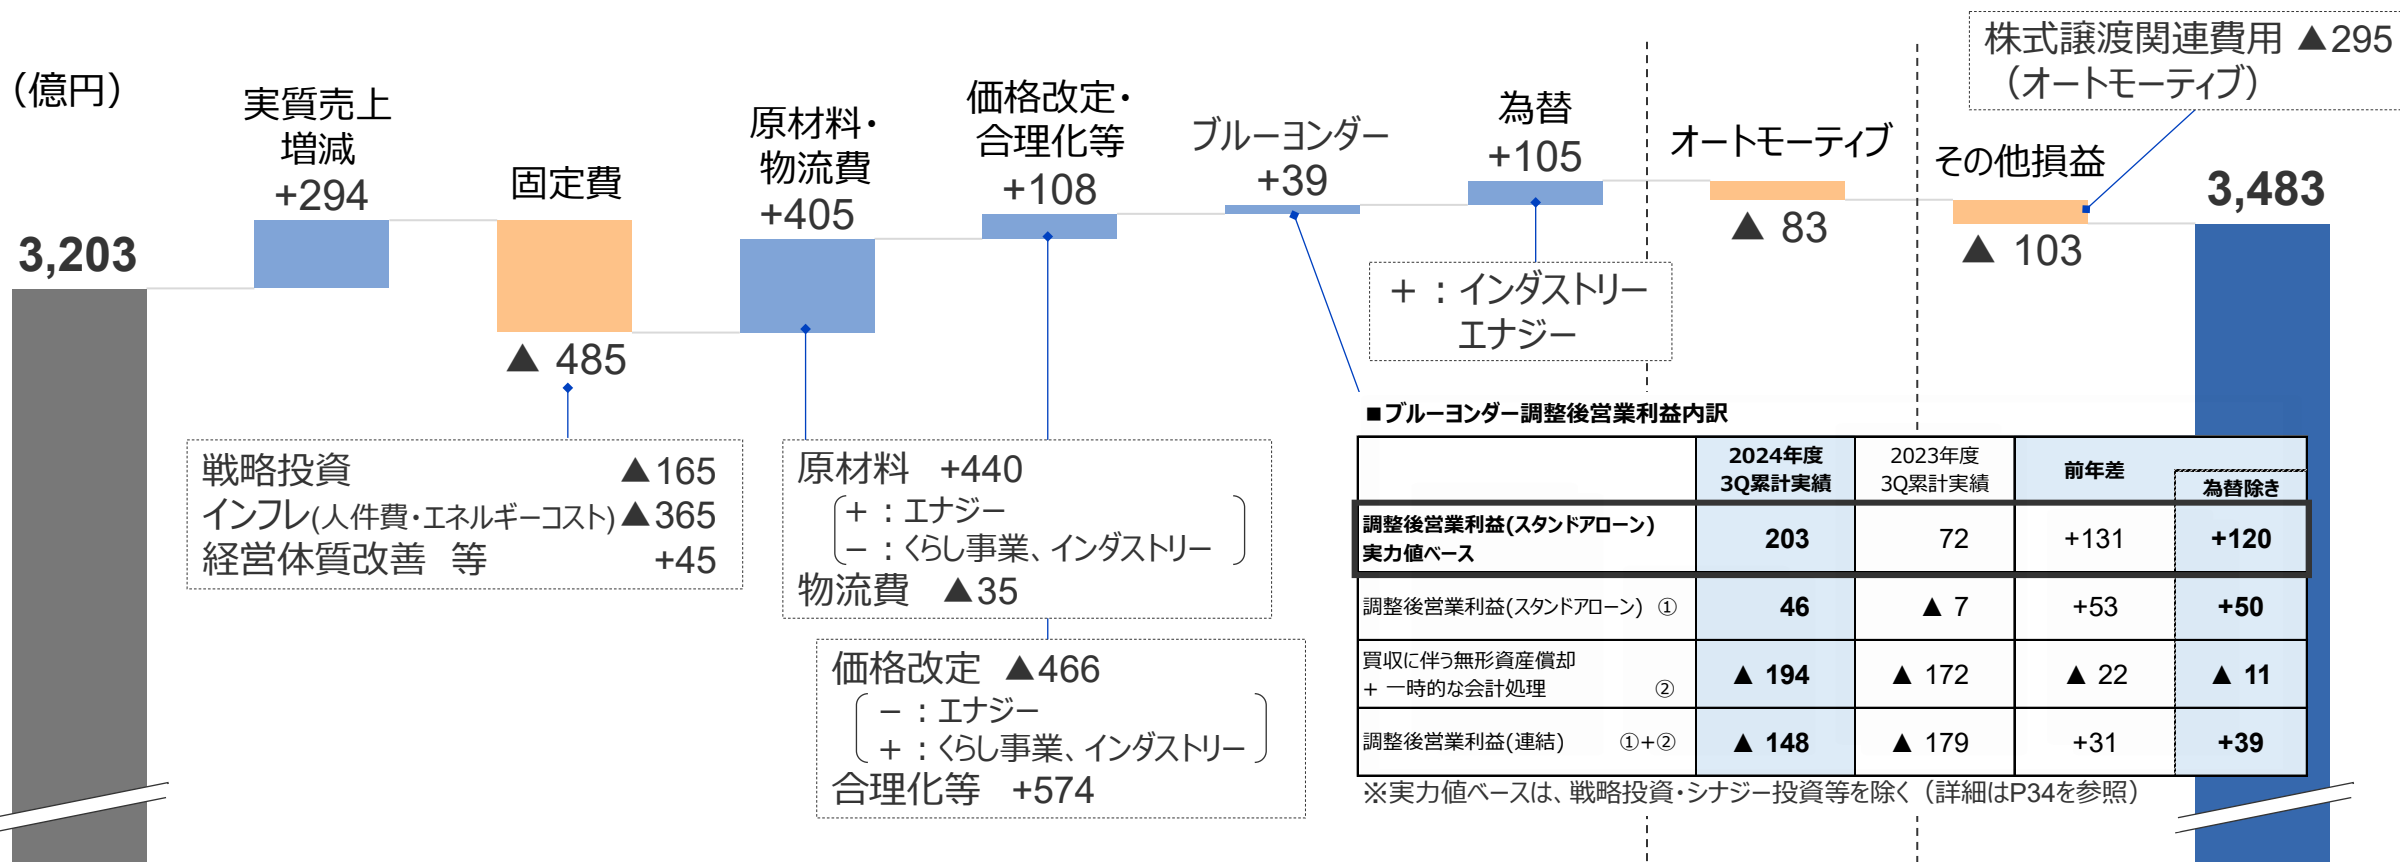 （億円）
3,203
実質売上
増減
+294
固定費
▲ 485
戦略投資 ▲165
インフレ(人件費・エネルギーコスト)▲365
経営体質改善 等 +45
原材料・
物流費
+405
価格改定・
合理化等
+108
原材料 +440
＋：エナジー
－：くらし事業、インダストリー
物流費 ▲35
価格改定 ▲466
－：エナジー
＋：くらし事業、インダストリー
合理化等 +574
ブルーヨンダー
+39
為替
+105
＋：インダストリー
エナジー
オートモーティブ
▲ 83
その他損益
▲ 103
株式譲渡関連費用 ▲295
（オートモーティブ）
3,483
■ブルーヨンダー調整後営業利益内訳
2024年度 2023年度 前年差
3Q累計実績 3Q累計実績 為替除き
調整後営業利益(スタンドアローン)
実力値ベース 203 72 +131 +120
調整後営業利益(スタンドアローン) ① 46 ▲ 7 +53 +50
買収に伴う無形資産償却
+ 一時的な会計処理 ② ▲ 194 ▲ 172 ▲ 22 ▲ 11
調整後営業利益(連結) ①+② ▲ 148 ▲ 179 +31 +39
※実力値ベースは、戦略投資・シナジー投資等を除く（詳細はP34を参照）